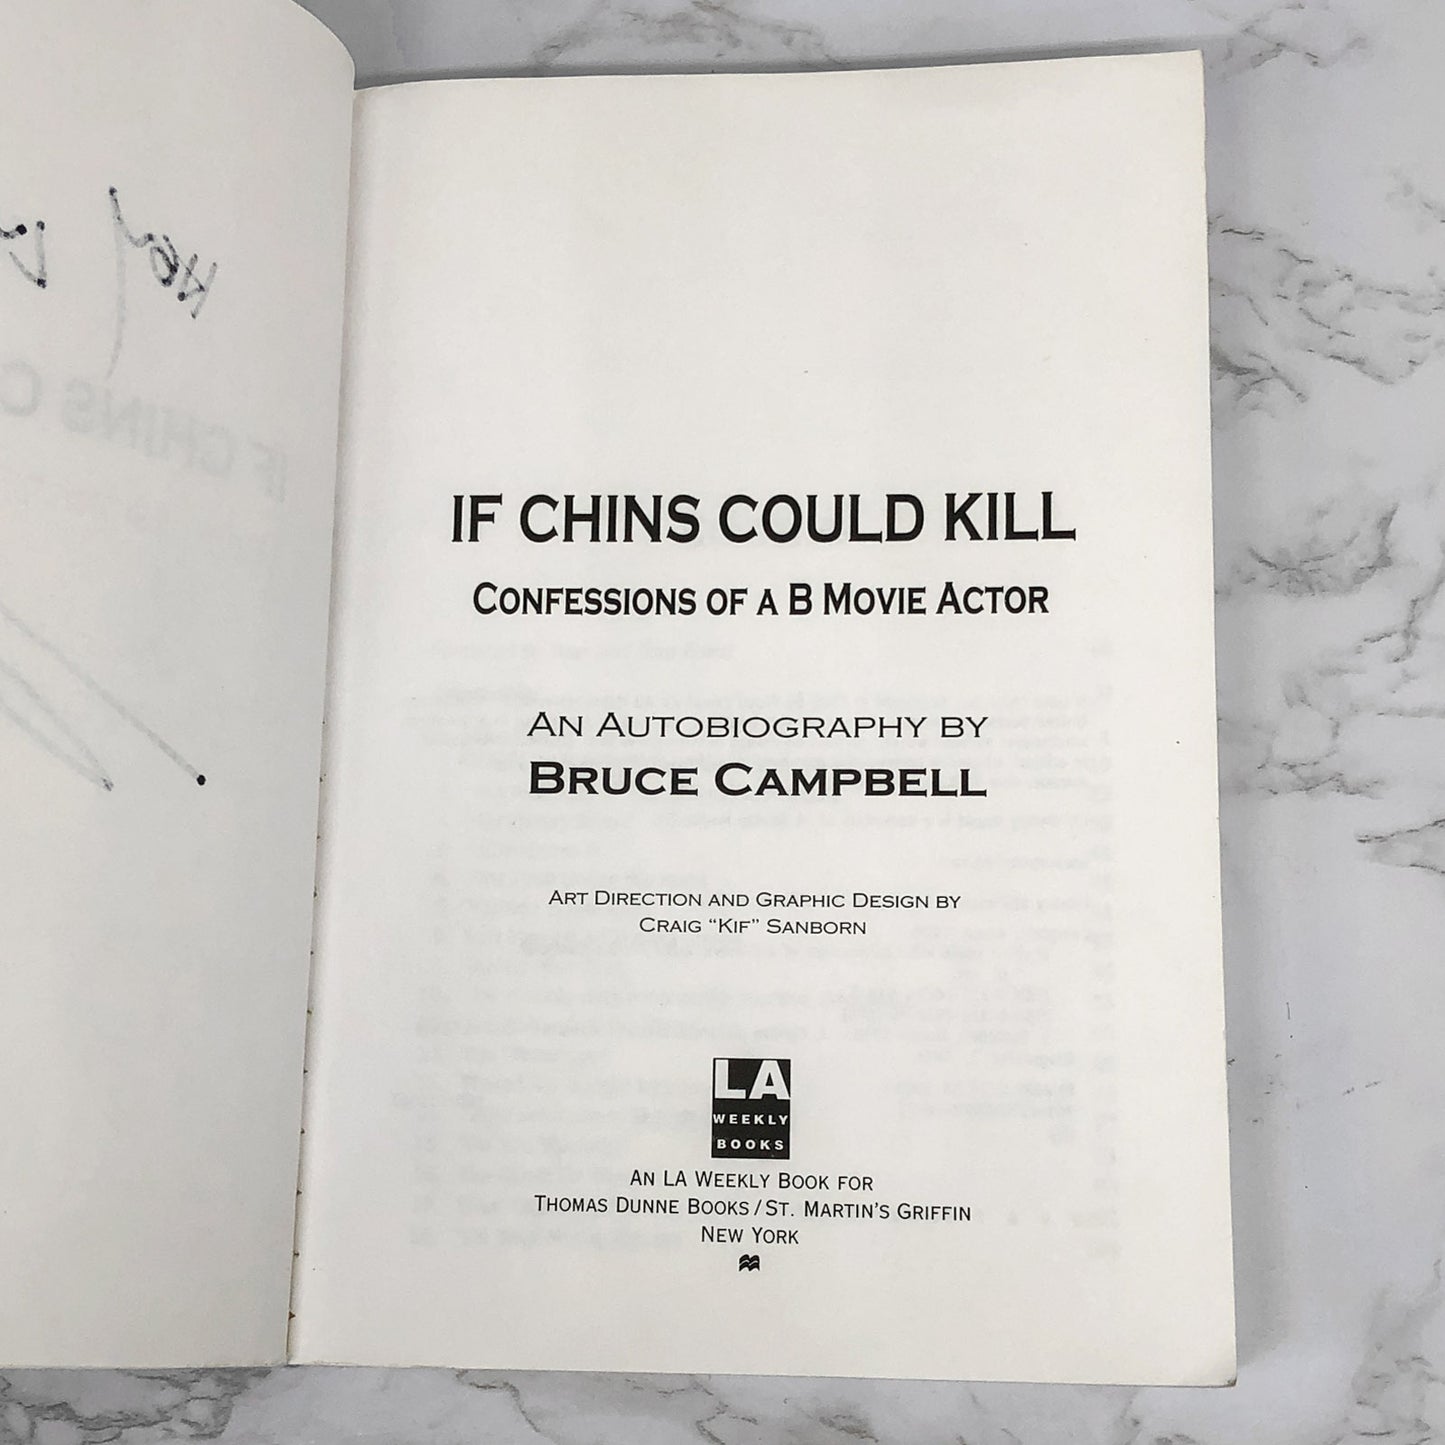 IF CHINS C
IF CHINS COULD KILL
CONFESSIONS OF A B MOVIE ACTOR
AN AUTOBIOGRAPHY BY
BRUCE CAMPBELL
ART DIRECTION AND GRAPHIC DESIGN BY
CRAIG “KIF” SANBORN
LA
WEEKLY
BOOKS
AN LA WEEKLY BOOK FOR
THOMAS DUNNE BOOKS / ST. MARTIN’S GRIFFIN
NEW YORK